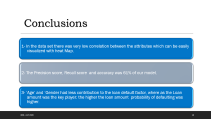 Conclusions
1- In the data set there was very less correlation between the attributes which can be easily
visualized with heat Map.
2- The Precision score, Recall score and accuracy was 61% of our model.
3- 'Age' and 'Gender' had less contribution to the loan default factor, where as the Loan
amount was the key player, the higher the loan amount probability of defaulting was
higher.